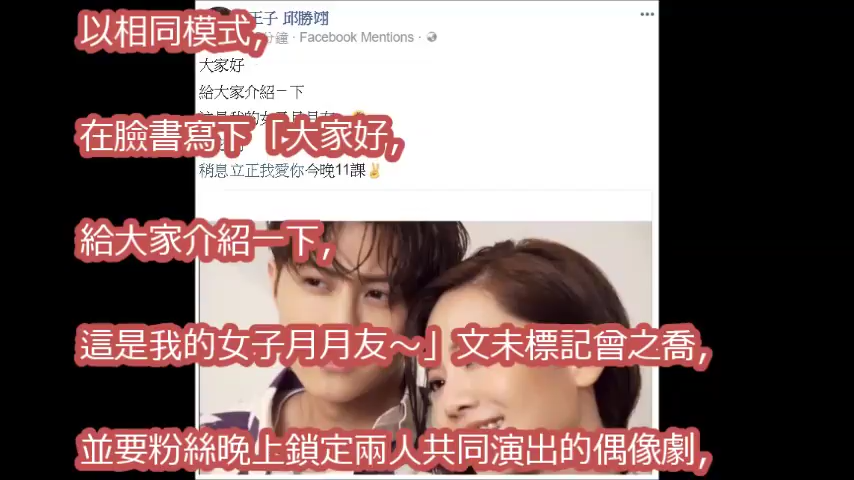 王子 邱勝翊
分鐘 · Facebook Mentions ·
大家好
給大家介紹一下
稍息立正我愛你今晚11課✌
以相同模式,
在臉書寫下「大家好,
給大家介紹一下,
這是我的女子月月友～」文末標記曾之喬,
並要粉絲晚上鎖定兩人共同演出的偶像劇,